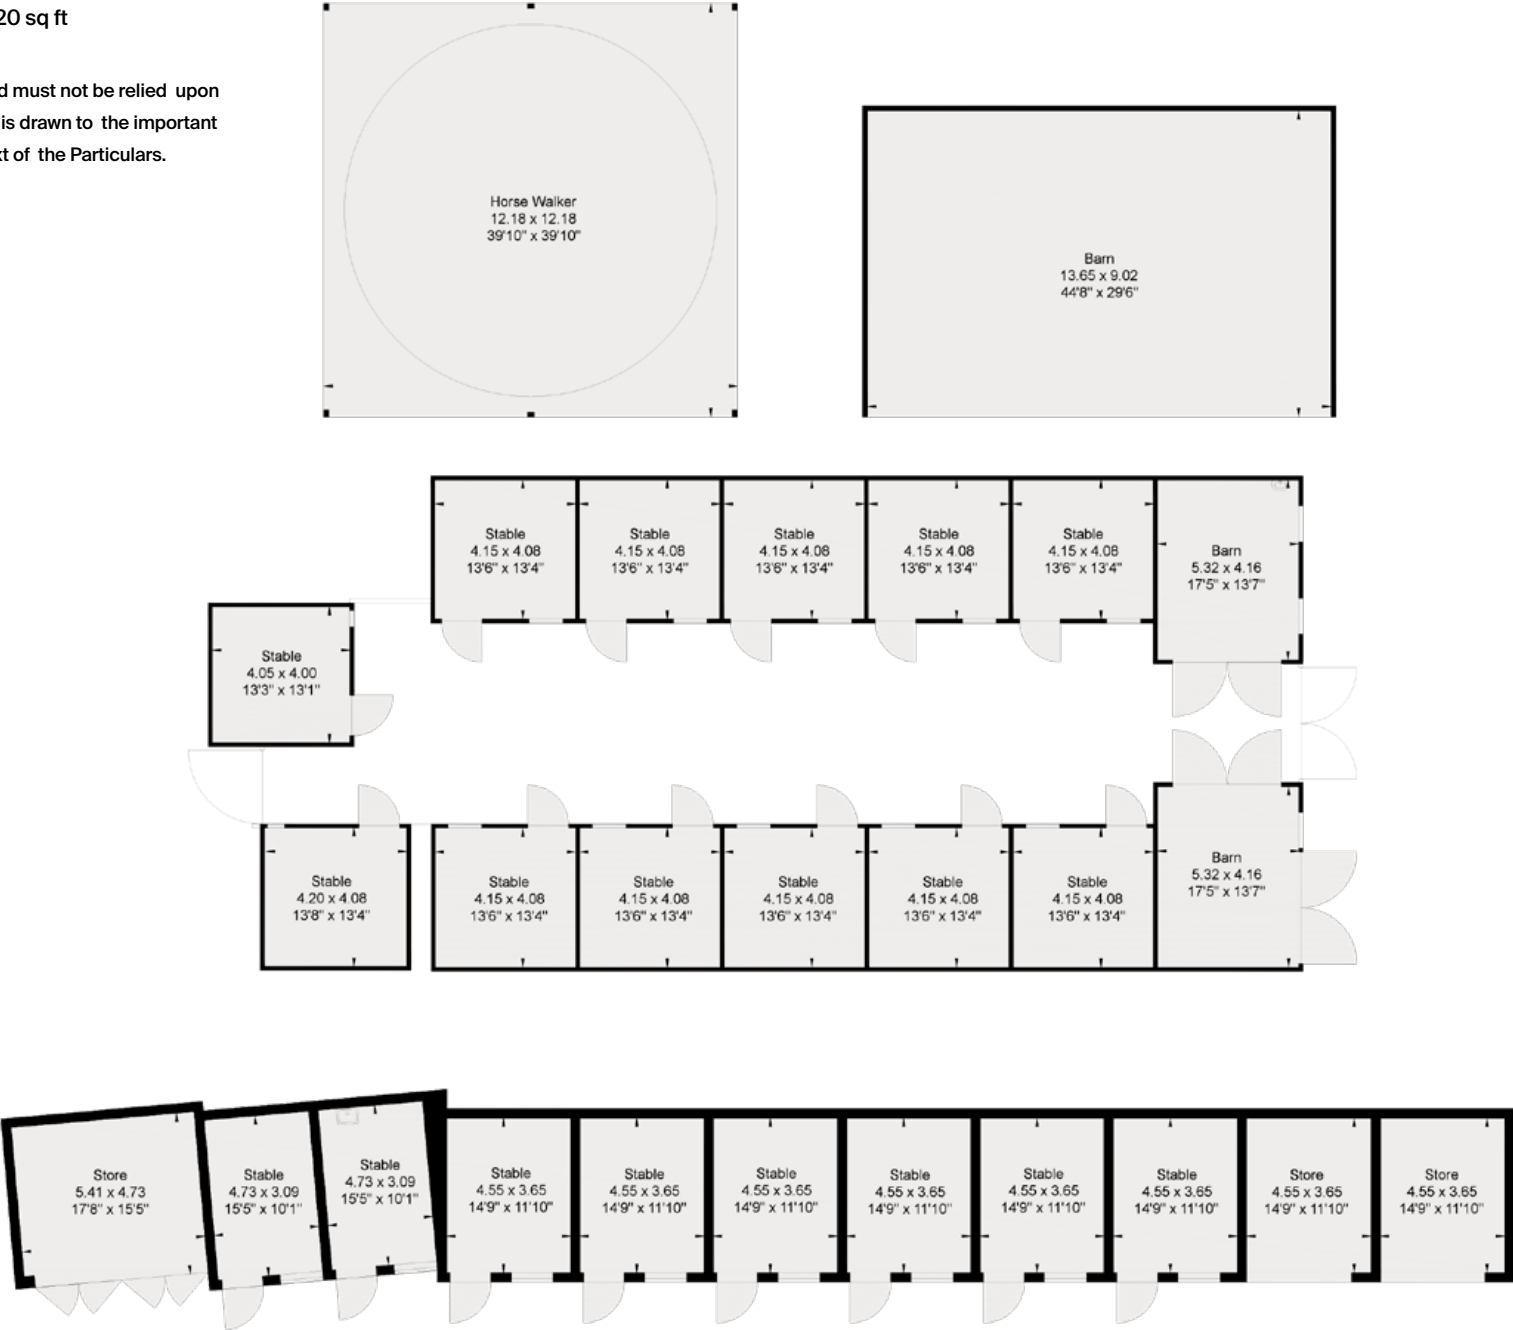 20 sq ft
d must not be relied upon
is drawn to the important
xt of the Particulars.
Horse Walker
12.18 x 12.18
39'10" x 39'10"
Barn
13.65 x 9.02
44'8" x 29'6"
Stable
4.15 x 4.08
13'6" x 13'4"
Stable
4.15 x 4.08
13'6" x 13'4"
Stable
4.15 x 4.08
13'6" x 13'4"
Stable
4.15 x 4.08
13'6" x 13'4"
Stable
4.15 x 4.08
13'6" x 13'4"
Barn
5.32 x 4.16
17'5" x 13'7"
Stable
4.05 x 4.00
13'3" x 13'1"
Stable
4.20 x 4.08
13'8" x 13'4"
Stable
4.15 x 4.08
13'6" x 13'4"
Stable
4.15 x 4.08
13'6" x 13'4"
Stable
4.15 x 4.08
13'6" x 13'4"
Stable
4.15 x 4.08
13'6" x 13'4"
Stable
4.15 x 4.08
13'6" x 13'4"
Barn
5.32 x 4.16
17'5" x 13'7"
Store
5.41 x 4.73
17'8" x 15'5"
Stable
4.73 x 3.09
15'5" x 10'1"
Stable
4.73 x 3.09
15'5" x 10'1"
Stable
4.55 x 3.65
14'9" x 11'10"
Stable
4.55 x 3.65
14'9" x 11'10"
Stable
4.55 x 3.65
14'9" x 11'10"
Stable
4.55 x 3.65
14'9" x 11'10"
Stable
4.55 x 3.65
14'9" x 11'10"
Stable
4.55 x 3.65
14'9" x 11'10"
Store
4.55 x 3.65
14'9" x 11'10"
Store
4.55 x 3.65
14'9" x 11'10"